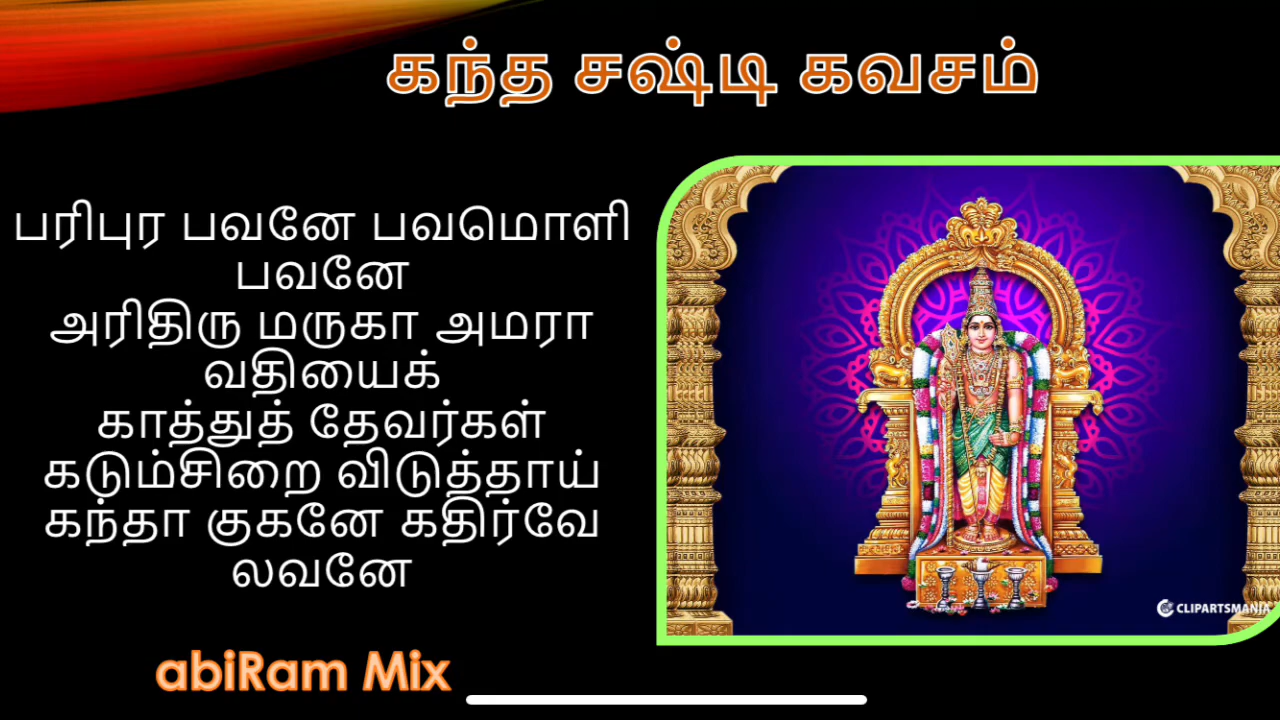 கந்த சஷ்டி கவசம்
பரிபுர பவனே பவமொளி
பவனே
அரிதிரு மருகா அமரா
வதியைக்
காத்துத் தேவர்கள்
கடும்சிறை விடுத்தாய்
கந்தா குகனே கதிர்வே
லவனே
CLIPARTSMANIA
abiRam Mix